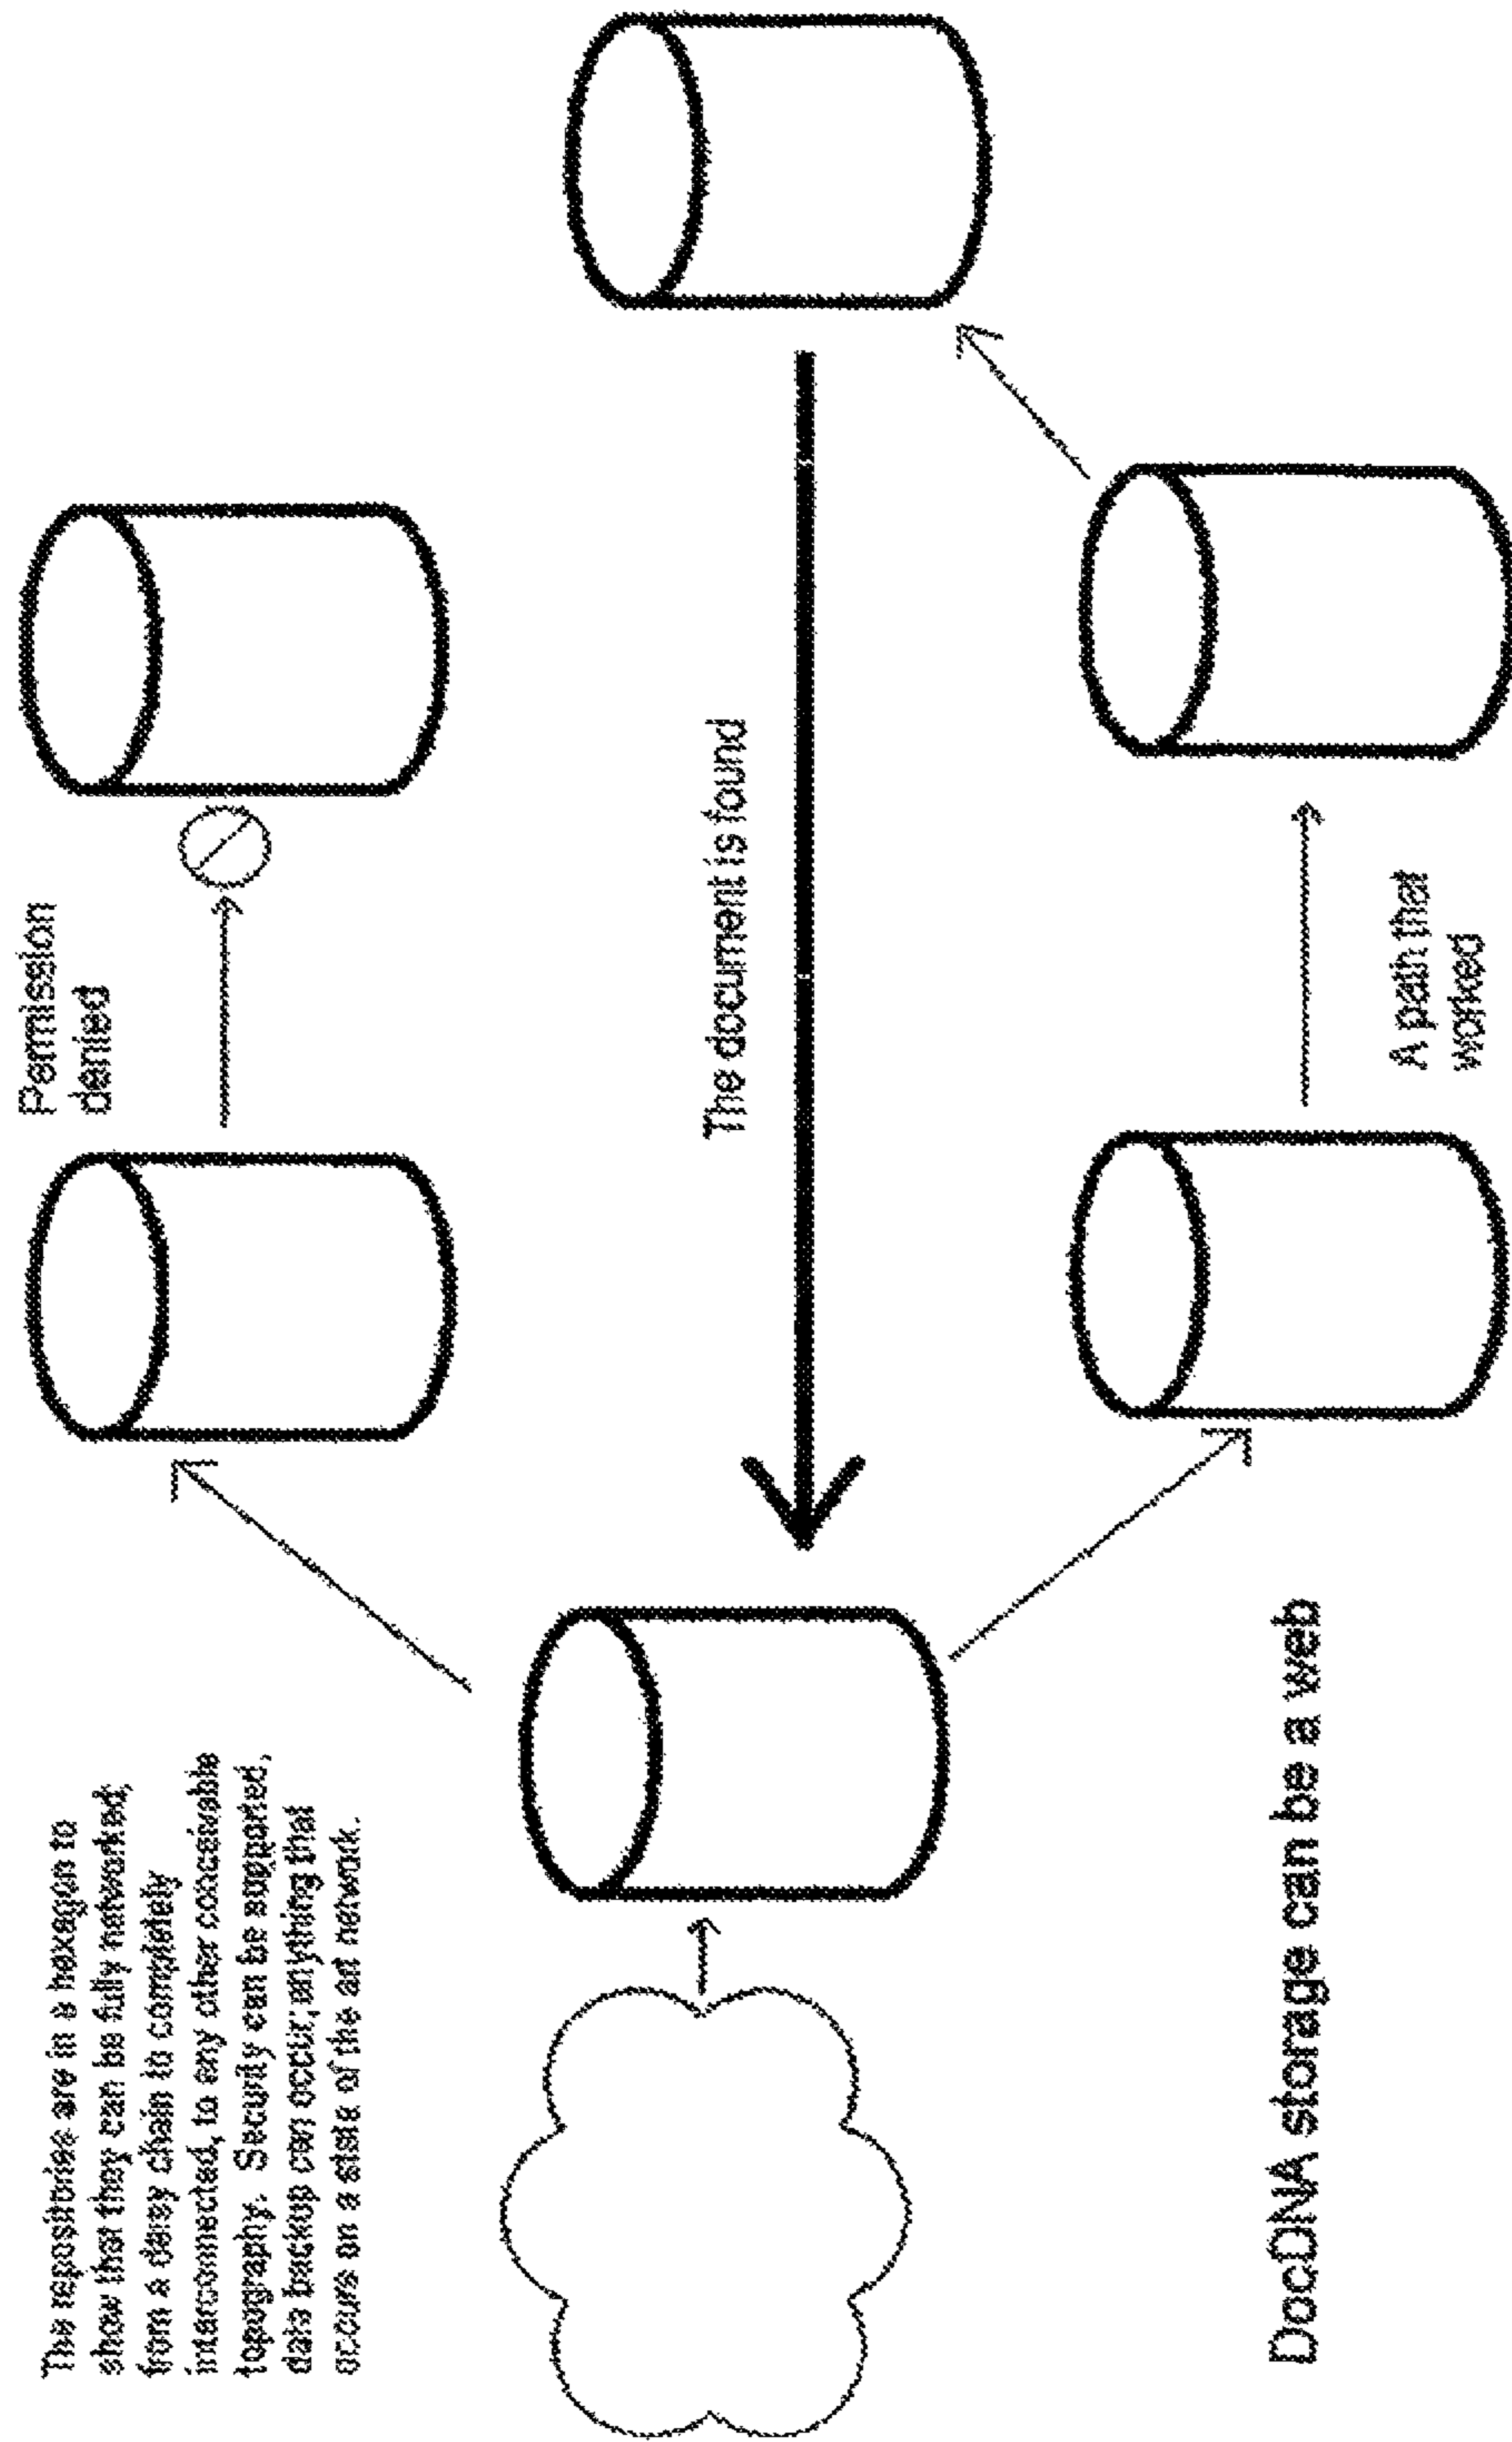 The repositories are in a hexagon to
show that they can be fully networked,
from a daisy chain to completely
interconnected, to any other conceivable
topography. Security can be supported,
data backup can occur, anything that
occurs on a state of the art network.
Permission
denied
The document is found
A path that
worked
DocDNA storage can be a web